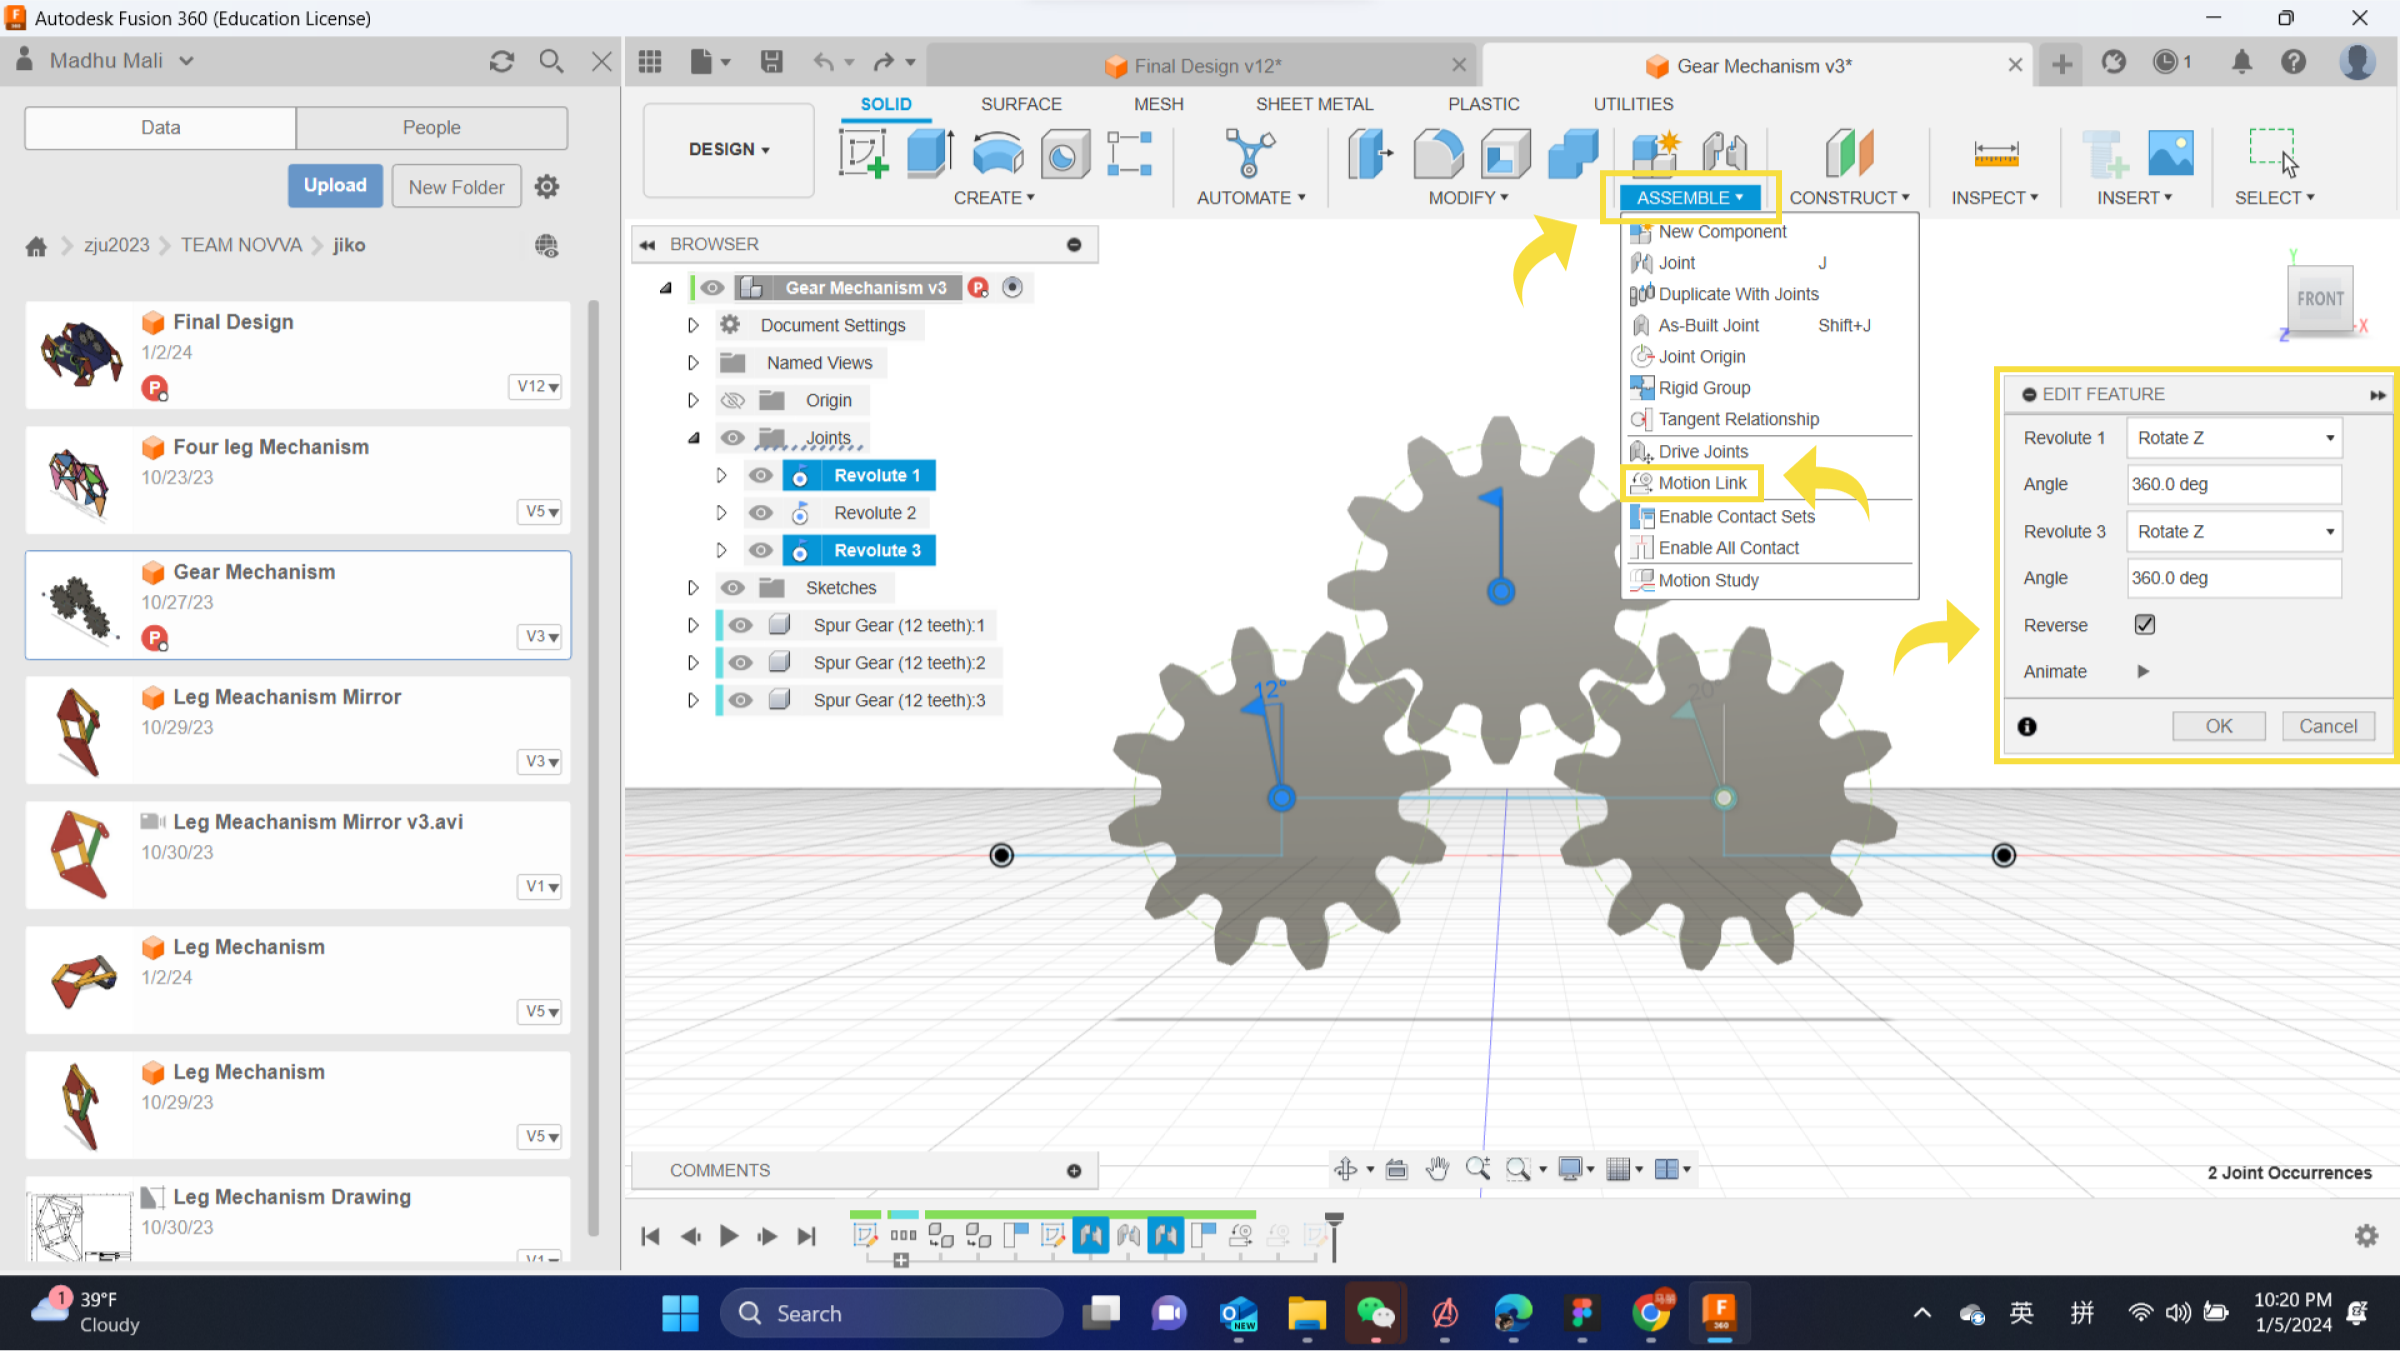 Autodesk Fusion 360 (Education License)
Madhu Mali
Final Design v12*
Gear Mechanism v3*
1
Data
People
Upload
New Folder
zju2023
TEAM NOVVA
jiko
Final Design
1/2/24
V12
Four leg Mechanism
10/23/23
V5
Gear Mechanism
10/27/23
V3
Leg Meachanism Mirror
10/29/23
V3
Leg Meachanism Mirror v3.avi
10/30/23
V1
Leg Mechanism
1/2/24
V5
Leg Mechanism
10/29/23
V5
Leg Mechanism Drawing
10/30/23
V1
DESIGN
SOLID
SURFACE
MESH
SHEET METAL
PLASTIC
UTILITIES
CREATE
AUTOMATE
MODIFY
ASSEMBLE
CONSTRUCT
INSPECT
INSERT
SELECT
BROWSER
Gear Mechanism v3
Document Settings
Named Views
Origin
Joints
Revolute 1
Revolute 2
Revolute 3
Sketches
Spur Gear (12 teeth):1
Spur Gear (12 teeth):2
Spur Gear (12 teeth):3
New Component
Joint J
Duplicate With Joints
As-Built Joint Shift+J
Joint Origin
Rigid Group
Tangent Relationship
Drive Joints
Motion Link
Enable Contact Sets
Enable All Contact
Motion Study
Y
FRONT
Z
-X
EDIT FEATURE
Revolute 1 Rotate Z
Angle 360.0 deg
Revolute 3 Rotate Z
Angle 360.0 deg
Reverse
Animate
OK
Cancel
12°
20°
COMMENTS
2 Joint Occurrences
1
39°F
Cloudy
Search
NEW
F
360
英
拼
10:20 PM
1/5/2024